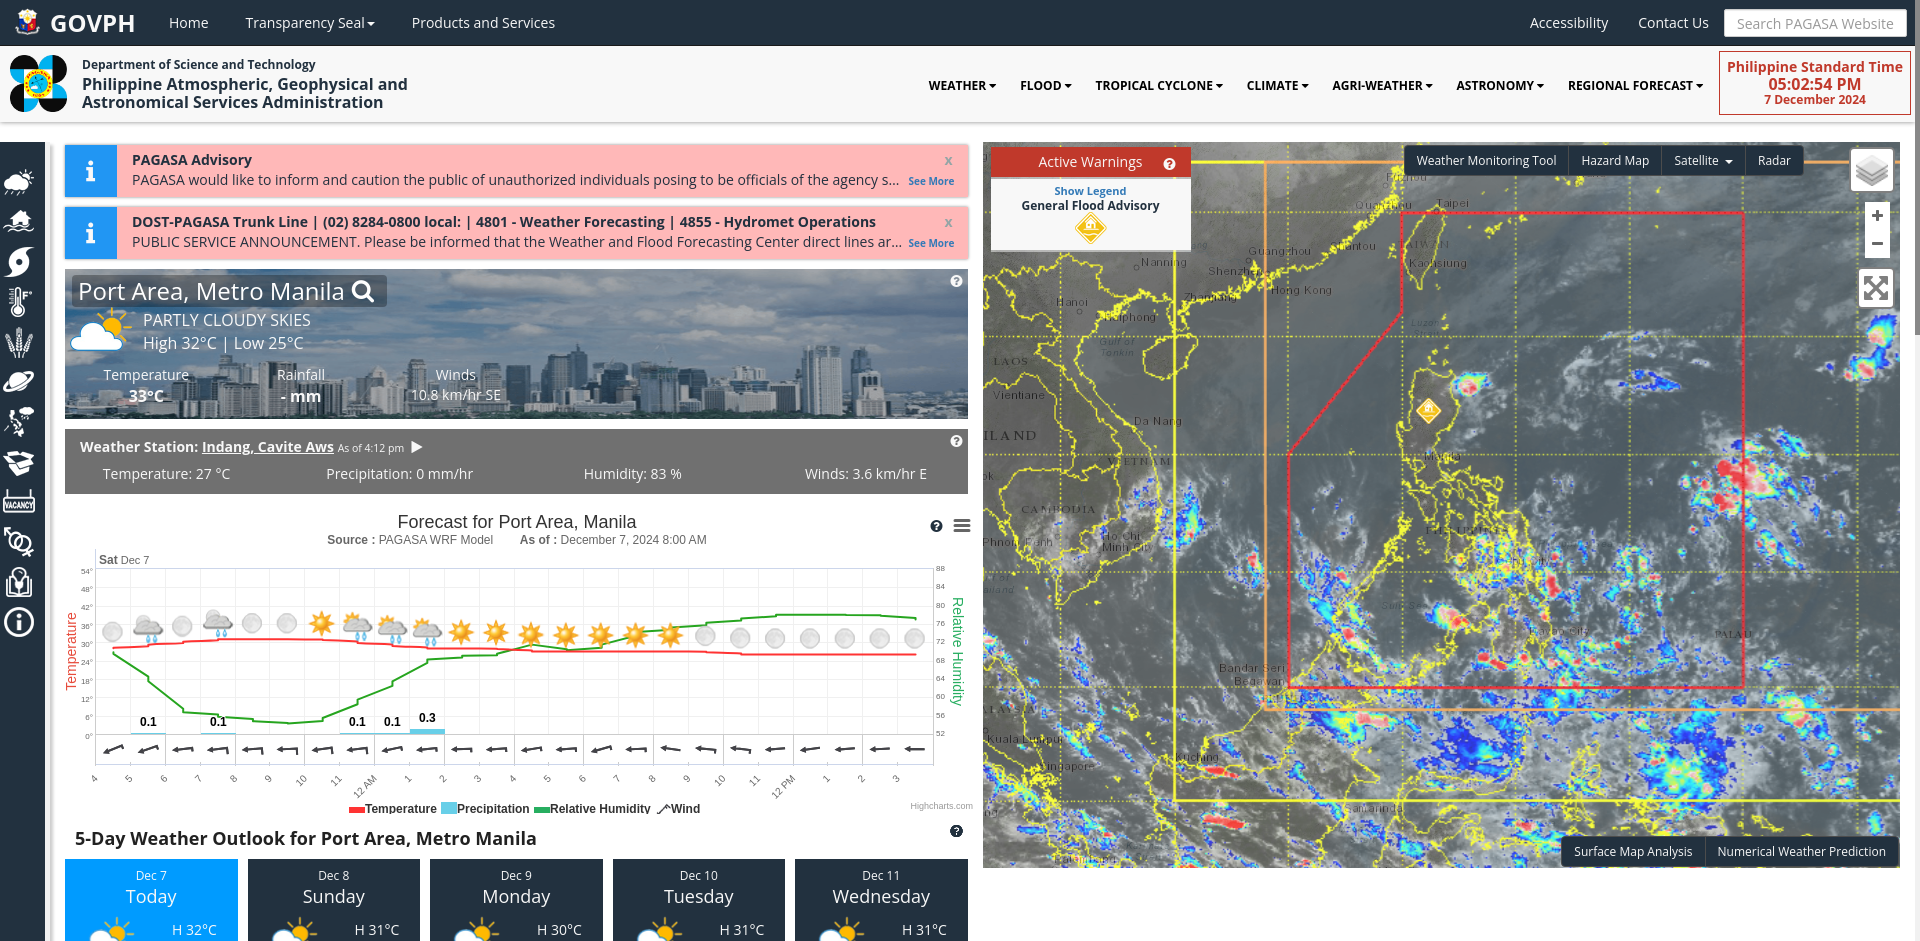 GOVPH
Home
Transparency Seal
Products and Services
Accessibility
Contact Us
Search PAGASA Website
Department of Science and Technology
Philippine Atmospheric, Geophysical and
Astronomical Services Administration
WEATHER
FLOOD
TROPICAL CYCLONE
CLIMATE
AGRI-WEATHER
ASTRONOMY
REGIONAL FORECAST
Philippine Standard Time
05:02:54 PM
7 December 2024
PAGASA Advisory
x
PAGASA would like to inform and caution the public of unauthorized individuals posing to be officials of the agency s... See More
DOST-PAGASA Trunk Line | (02) 8284-0800 local: | 4801 - Weather Forecasting | 4855 - Hydromet Operations
x
PUBLIC SERVICE ANNOUNCEMENT. Please be informed that the Weather and Flood Forecasting Center direct lines ar... See More
Port Area, Metro Manila
PARTLY CLOUDY SKIES
High 32°C | Low 25°C
Temperature
Rainfall
Winds
33°C
- mm
10.8 km/hr SE
Weather Station: Indang, Cavite Aws As of 4:12 pm
Temperature: 27 °C
Precipitation: 0 mm/hr
Humidity: 83 %
Winds: 3.6 km/hr E
VACANCY
Forecast for Port Area, Manila
Source : PAGASA WRF Model As of : December 7, 2024 8:00 AM
Sat Dec 7
54°
48°
42°
36°
30°
24°
18°
12°
6°
0°
Temperature
88
84
80
76
72
68
64
60
56
52
Relative Humidity
0.1
0.1
0.1
0.1
0.3
4
5
6
7
8
9
10
11
12 AM
1
2
3
4
5
6
7
8
9
10
11
12 PM
1
2
3
Temperature
Precipitation
Relative Humidity
Wind
Highcharts.com
5-Day Weather Outlook for Port Area, Metro Manila
Dec 7
Today
H 32°C
Dec 8
Sunday
H 31°C
Dec 9
Monday
H 30°C
Dec 10
Tuesday
H 31°C
Dec 11
Wednesday
H 31°C
Active Warnings
Show Legend
General Flood Advisory
Weather Monitoring Tool
Hazard Map
Satellite
Radar
+
−
Taipei
TAIWAN
Kaohsiung
Shantou
Guangzhou
Shenzhen
Hong Kong
Nanning
Zhanjiang
Hanoi
Haiphong
Gulf of
Tonkin
LAOS
Vientiane
Da Nang
ILAND
VIETNAM
CAMBODIA
Ho Chi
Minh City
Manila
PALAU
Bandar Seri
Begawan
Kuala Lumpur
Kuching
Singapore
Samarinda
Surface Map Analysis
Numerical Weather Prediction